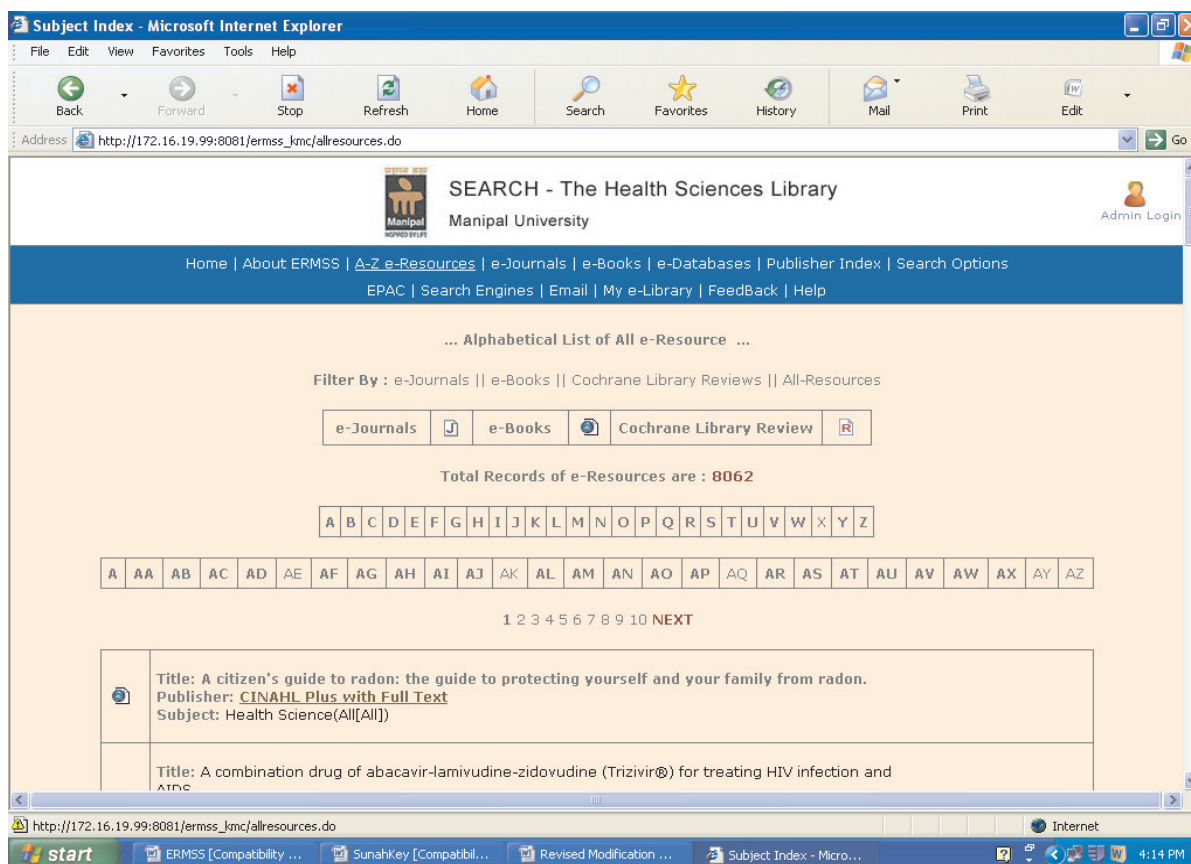 Subject Index - Microsoft Internet Explorer
File Edit View Favorites Tools Help
Back Forward Stop Refresh Home Search Favorites History Mail Print Edit
Address http://172.16.19.99:8081/ermss_kmc/allresources.do Go
Manipal
INSPIRED BY LIFE
SEARCH - The Health Sciences Library
Manipal University
Admin Login
Home | About ERMSS | A-Z e-Resources | e-Journals | e-Books | e-Databases | Publisher Index | Search Options
EPAC | Search Engines | Email | My e-Library | FeedBack | Help
... Alphabetical List of All e-Resource ...
Filter By : e-Journals || e-Books || Cochrane Library Reviews || All-Resources
e-Journals J e-Books Cochrane Library Review R
Total Records of e-Resources are : 8062
A B C D E F G H I J K L M N O P Q R S T U V W X Y Z
A AA AB AC AD AE AF AG AH AI AJ AK AL AM AN AO AP AQ AR AS AT AU AV AW AX AY AZ
1 2 3 4 5 6 7 8 9 10 NEXT
Title: A citizen's guide to radon: the guide to protecting yourself and your family from radon.
Publisher: CINAHL Plus with Full Text
Subject: Health Science(All[All])
Title: A combination drug of abacavir-lamivudine-zidovudine (Trizivir®) for treating HIV infection and
AIDS
http://172.16.19.99:8081/ermss_kmc/allresources.do Internet
start ERMSS [Compatibility ... SunahKey [Compatibil... Revised Modification ... Subject Index - Micro... 4:14 PM